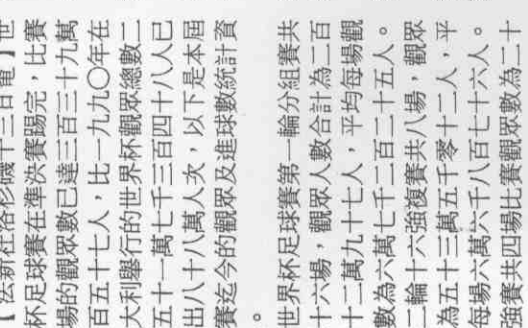 【法新社洛杉磯十三日電】世
杯足球賽在準決賽踢完，比賽
場的觀眾數已達三百三十九萬
百五十七人，比一九九○年在
大利舉行的世界杯觀眾總數二
五十一萬七千三百四十八人已
出八十八萬人次，以下是本屆
賽迄今的觀眾及進球數統計資
。
世界杯足球賽第一輪分組賽共
十六場，觀眾人數合計為二百
十二萬九十七人，平均每場觀
數為六萬七千二百二十五人。
二輪十六強復賽共八場，觀眾
為五十三萬五千零十二人，平
每場六萬六千八百七十六人。
強賽共四場比賽觀眾數為二十